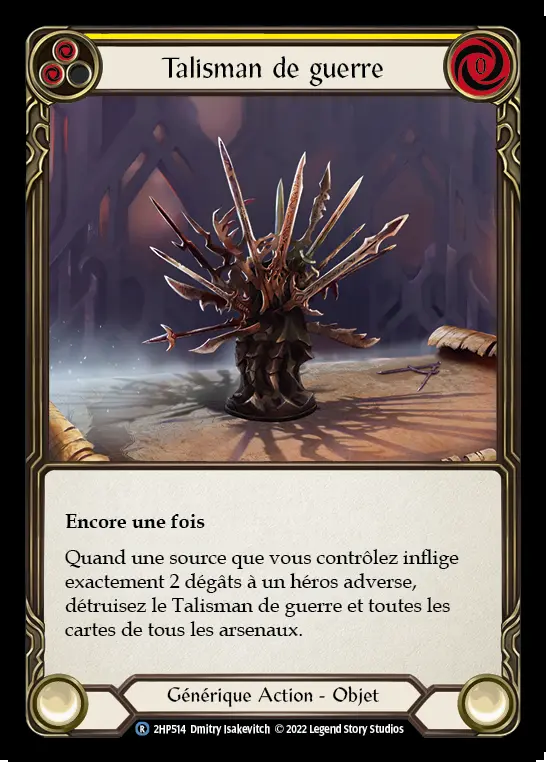 Talisman de guerre
0
Encore une fois
Quand une source que vous contrôlez inflige
exactement 2 dégâts à un héros adverse,
détruisez le Talisman de guerre et toutes les
cartes de tous les arsenaux.
Générique Action - Objet
R 2HP514 Dmitry Isakevitch © 2022 Legend Story Studios